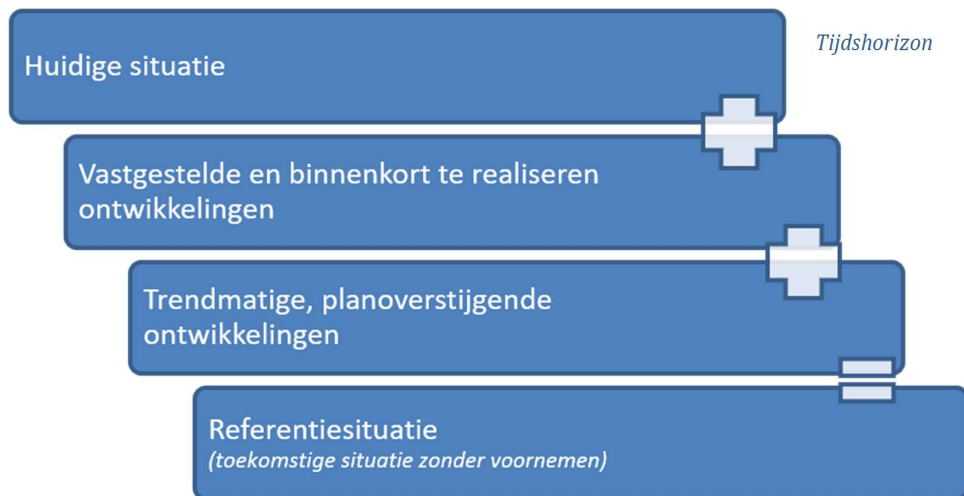 Huidige situatie
Tijdshorizon
Vastgestelde en binnenkort te realiseren
ontwikkelingen
Trendmatige, planoverstijgende
ontwikkelingen
Referentiesituatie
(toekomstige situatie zonder voornemen)